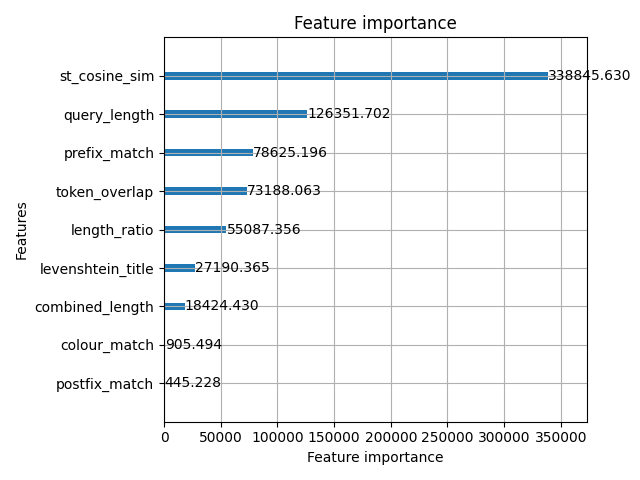 Feature importance
st_cosine_sim 338845.630
query_length 126351.702
prefix_match 78625.196
token_overlap 73188.063
length_ratio 55087.356
levenshtein_title 27190.365
combined_length 18424.430
colour_match 905.494
postfix_match 445.228
Features
0 50000 100000 150000 200000 250000 300000 350000
Feature importance